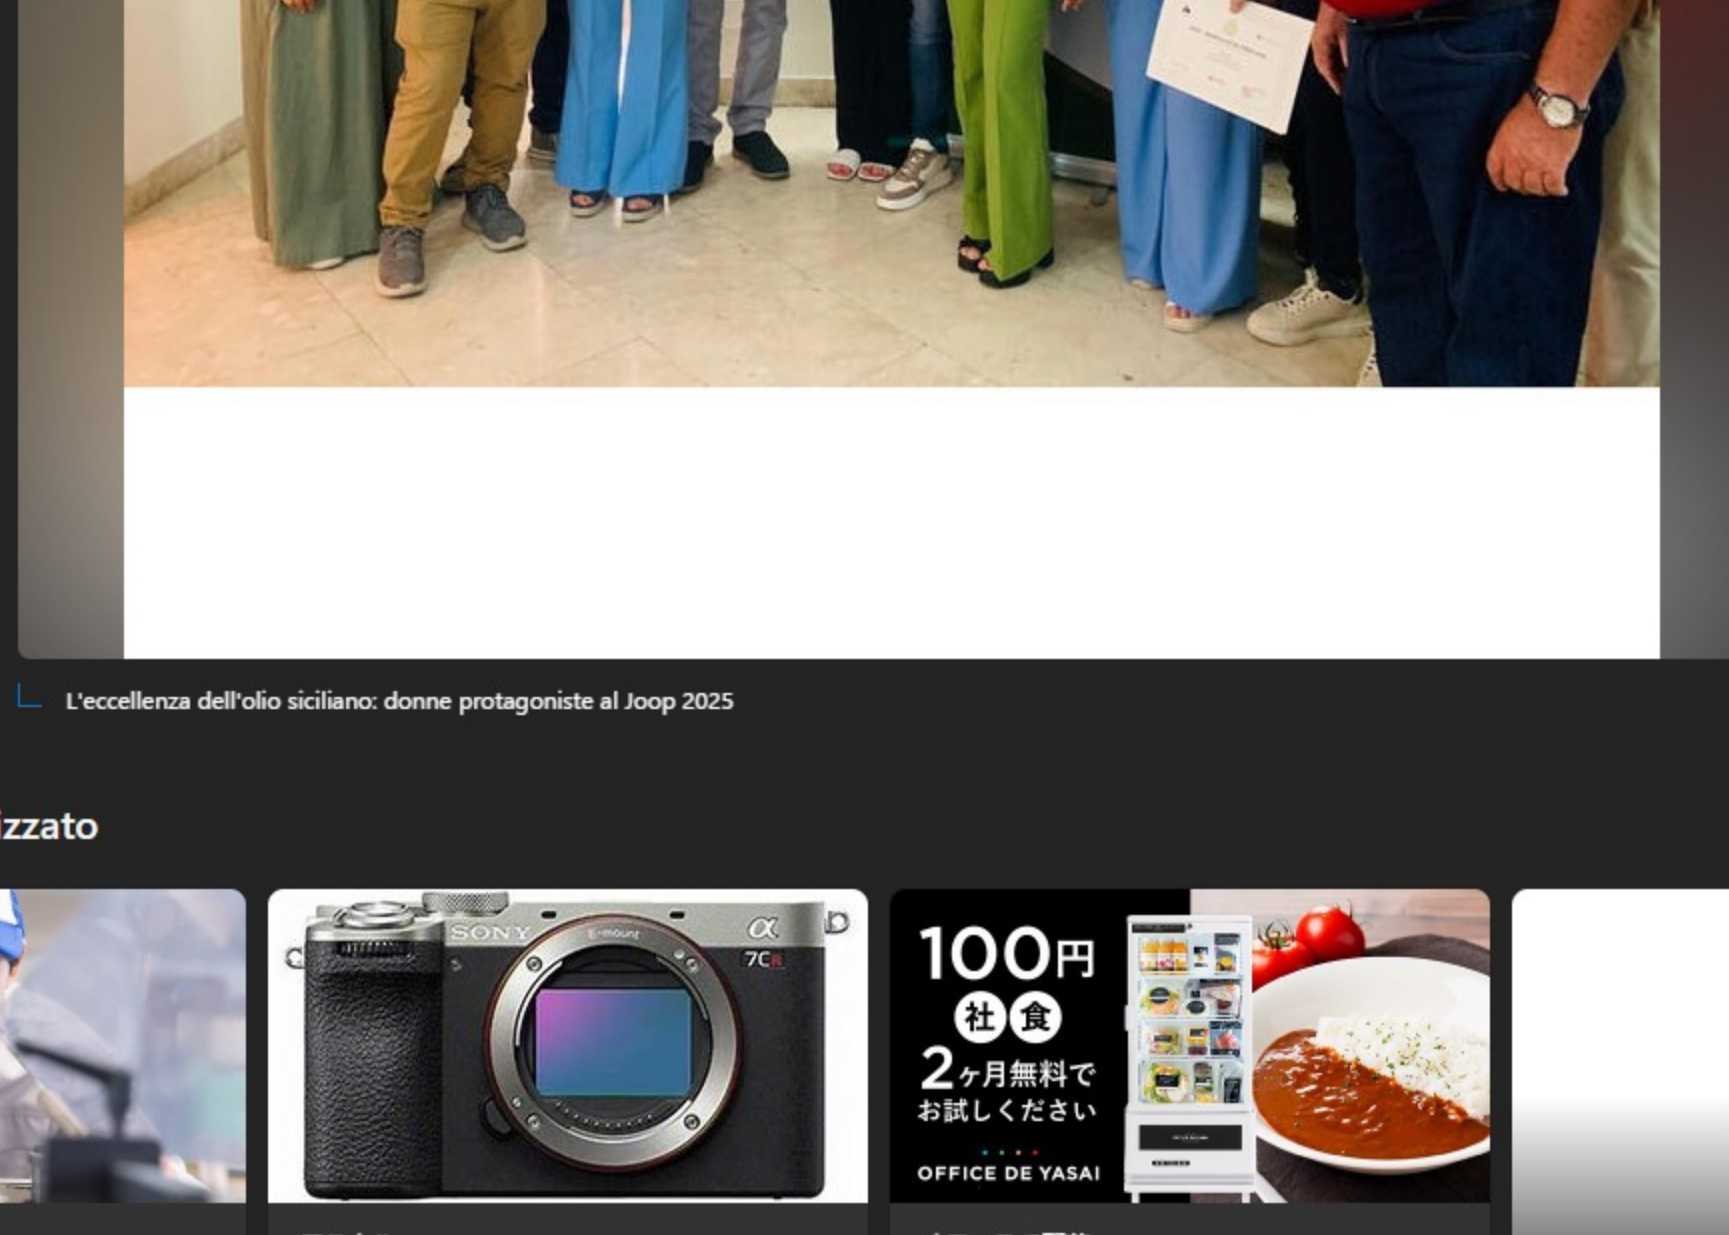 L'eccellenza dell'olio siciliano: donne protagoniste al Joop 2025
izzato
SONY
E-mount
α
7CR
100円
社食
2ヶ月無料で
お試しください
OFFICE DE YASAI